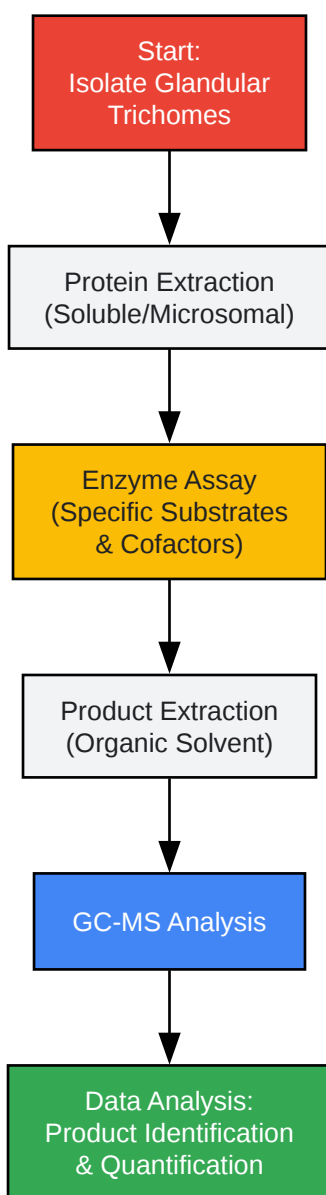 Start:
Isolate Glandular
Trichomes
Protein Extraction
(Soluble/Microsomal)
Enzyme Assay
(Specific Substrates
& Cofactors)
Product Extraction
(Organic Solvent)
GC-MS Analysis
Data Analysis:
Product Identification
& Quantification